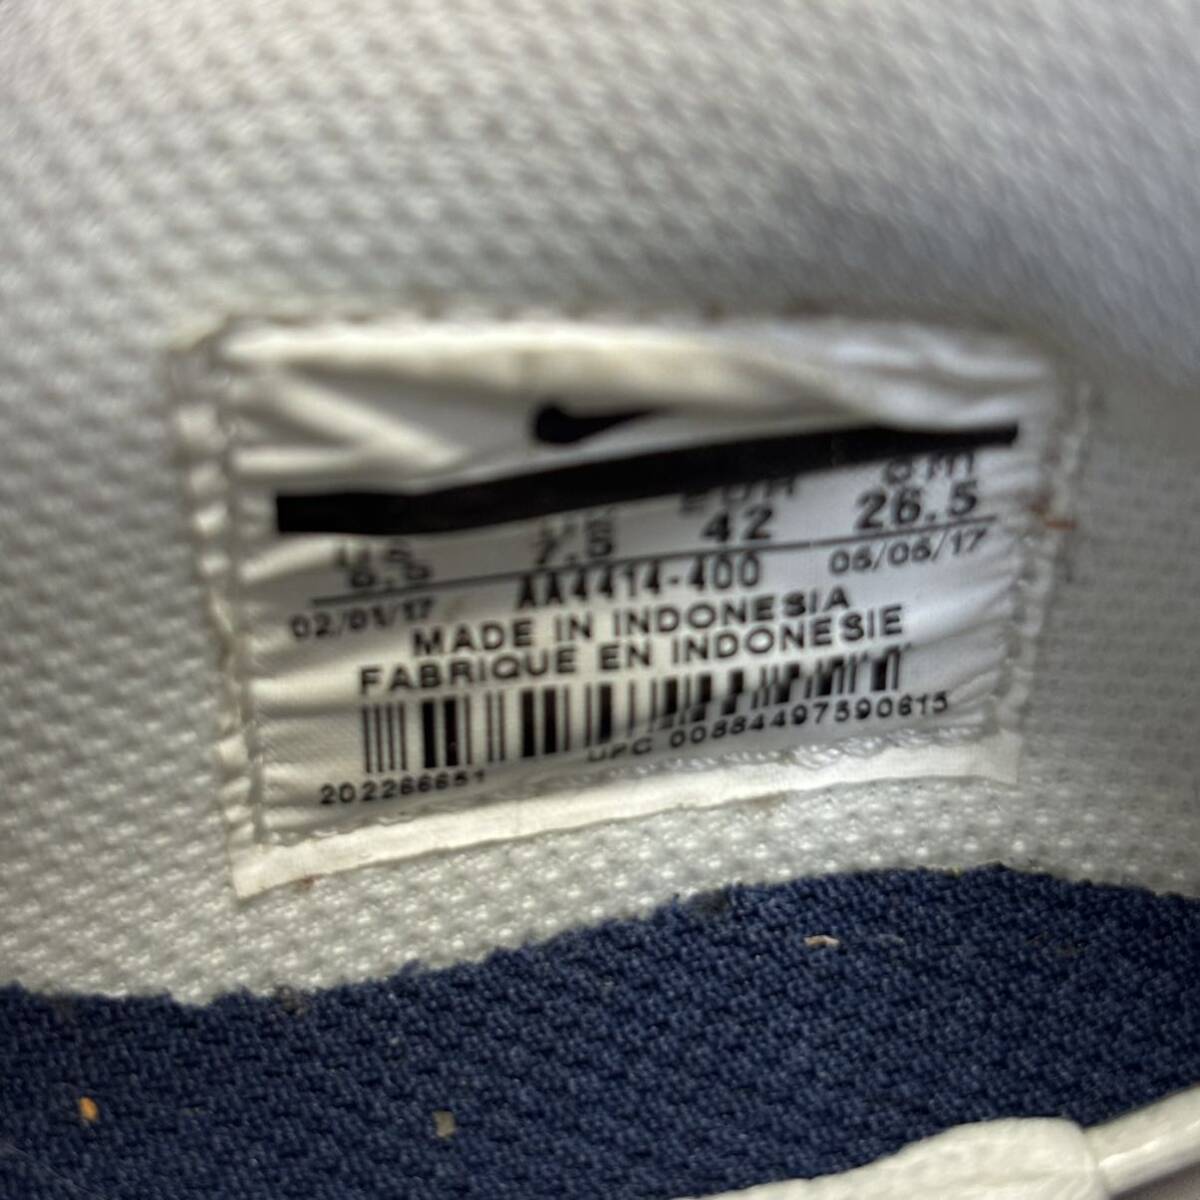 US UK EUR CM
8.5 7.5 42 26.5
02/01/17 AA4414-400 05/06/17
MADE IN INDONESIA
FABRIQUE EN INDONESIE
UPC 00884497590615
202266651